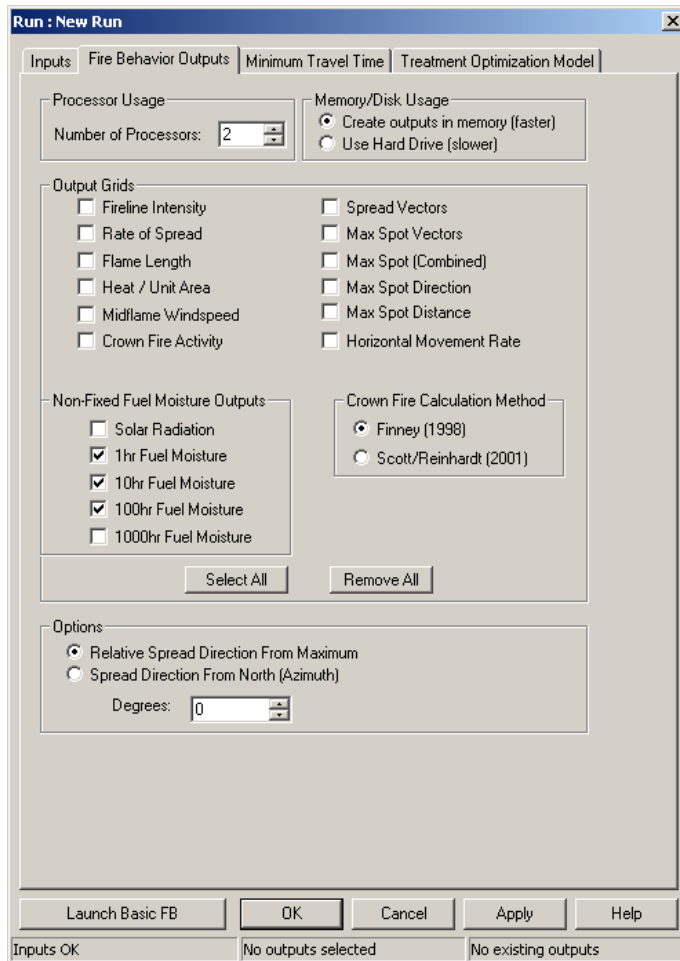 Run : New Run
Inputs
Fire Behavior Outputs
Minimum Travel Time
Treatment Optimization Model
Processor Usage
Number of Processors: 2
Memory/Disk Usage
Create outputs in memory (faster)
Use Hard Drive (slower)
Output Grids
Fireline Intensity
Rate of Spread
Flame Length
Heat / Unit Area
Midflame Windspeed
Crown Fire Activity
Spread Vectors
Max Spot Vectors
Max Spot (Combined)
Max Spot Direction
Max Spot Distance
Horizontal Movement Rate
Non-Fixed Fuel Moisture Outputs
Solar Radiation
1hr Fuel Moisture
10hr Fuel Moisture
100hr Fuel Moisture
1000hr Fuel Moisture
Crown Fire Calculation Method
Finney (1998)
Scott/Reinhardt (2001)
Select All
Remove All
Options
Relative Spread Direction From Maximum
Spread Direction From North (Azimuth)
Degrees: 0
Launch Basic FB
OK
Cancel
Apply
Help
Inputs OK
No outputs selected
No existing outputs